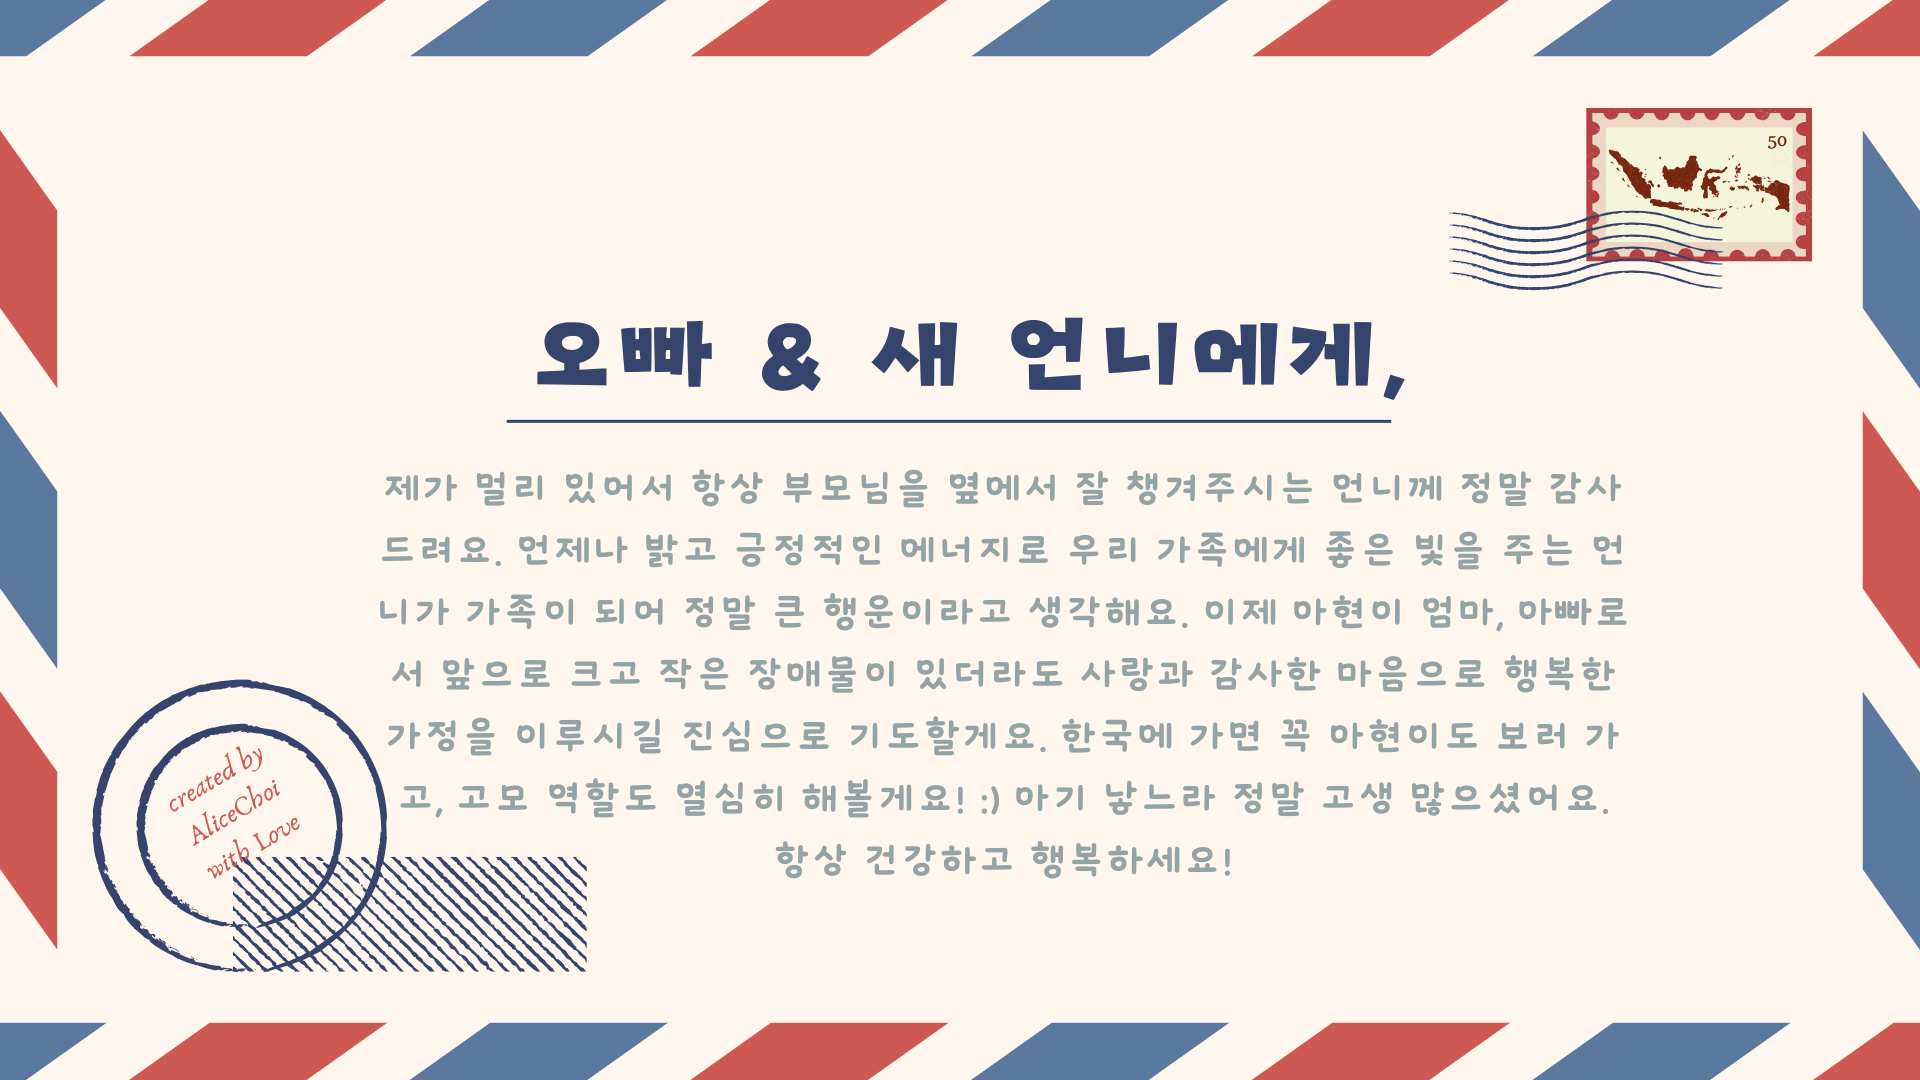 50
오빠 & 새 언니에게,
제가 멀리 있어서 항상 부모님을 옆에서 잘 챙겨주시는 언니께 정말 감사
드려요. 언제나 밝고 긍정적인 에너지로 우리 가족에게 좋은 빛을 주는 언
니가 가족이 되어 정말 큰 행운이라고 생각해요. 이제 아현이 엄마, 아빠로
서 앞으로 크고 작은 장애물이 있더라도 사랑과 감사한 마음으로 행복한
가정을 이루시길 진심으로 기도할게요. 한국에 가면 꼭 아현이도 보러 가
고, 고모 역할도 열심히 해볼게요! :) 아기 낳느라 정말 고생 많으셨어요.
항상 건강하고 행복하세요!
created by
AliceChoi
with Love